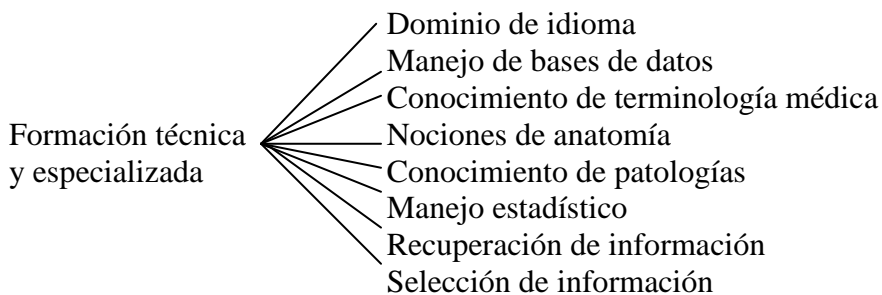 Dominio de idioma
Manejo de bases de datos
Conocimiento de terminología médica
Formación técnica
y especializada
Nociones de anatomía
Conocimiento de patologías
Manejo estadístico
Recuperación de información
Selección de información